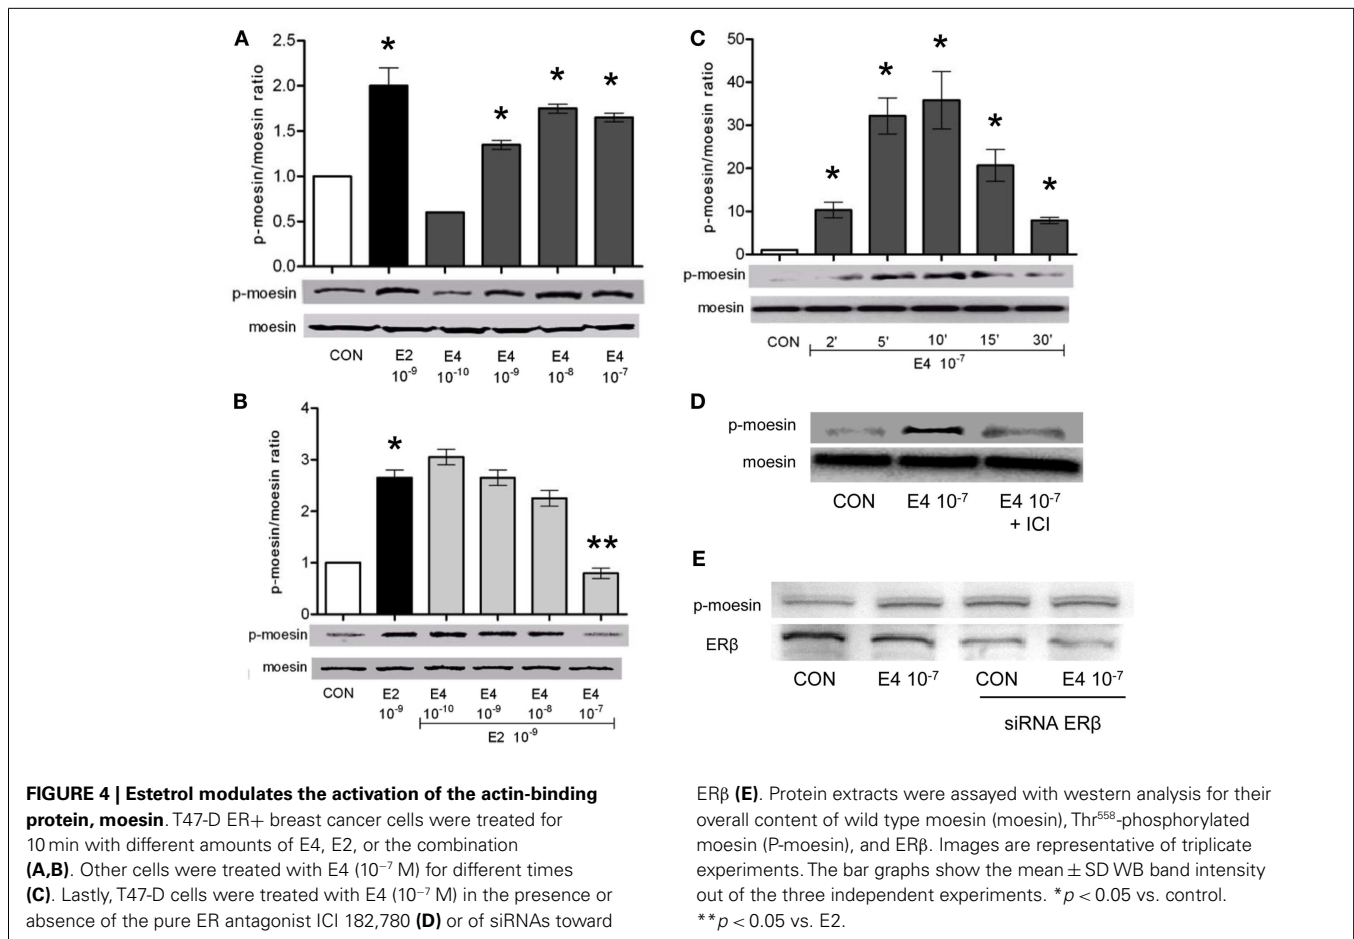 A
p-moesin/moesin ratio
2.5
2.0
1.5
1.0
0.5
0.0
*
*
*
*
p-moesin
moesin
CON E2 E4 E4 E4 E4
10⁻⁹ 10⁻¹⁰ 10⁻⁹ 10⁻⁸ 10⁻⁷
B
p-moesin/moesin ratio
4
3
2
1
0
*
**
p-moesin
moesin
CON E2 E4 E4 E4 E4
10⁻⁹ 10⁻¹⁰ 10⁻⁹ 10⁻⁸ 10⁻⁷
E2 10⁻⁹
C
p-moesin/moesin ratio
50
40
30
20
10
0
*
*
*
*
*
p-moesin
moesin
CON 2' 5' 10' 15' 30'
E4 10⁻⁷
D
p-moesin
moesin
CON E4 10⁻⁷ E4 10⁻⁷
+ ICI
E
p-moesin
ERβ
CON E4 10⁻⁷ CON E4 10⁻⁷
siRNA ERβ
FIGURE 4 | Estetrol modulates the activation of the actin-binding
protein, moesin. T47-D ER+ breast cancer cells were treated for
10 min with different amounts of E4, E2, or the combination
(A,B). Other cells were treated with E4 (10⁻⁷ M) for different times
(C). Lastly, T47-D cells were treated with E4 (10⁻⁷ M) in the presence or
absence of the pure ER antagonist ICI 182,780 (D) or of siRNAs toward
ERβ (E). Protein extracts were assayed with western analysis for their
overall content of wild type moesin (moesin), Thr⁵⁵⁸-phosphorylated
moesin (P-moesin), and ERβ. Images are representative of triplicate
experiments. The bar graphs show the mean ± SD WB band intensity
out of the three independent experiments. *p < 0.05 vs. control.
**p < 0.05 vs. E2.